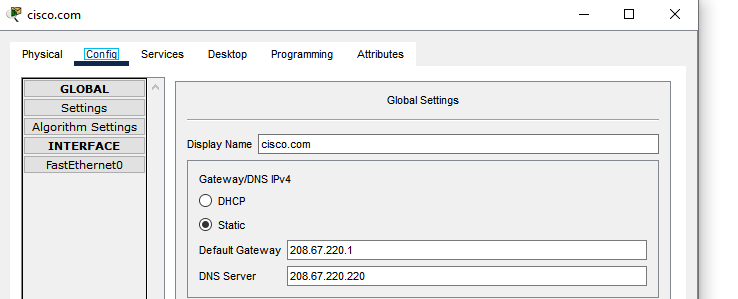 cisco.com
Physical Config Services Desktop Programming Attributes
GLOBAL
Settings
Algorithm Settings
INTERFACE
FastEthernet0
Global Settings
Display Name cisco.com
Gateway/DNS IPv4
DHCP
Static
Default Gateway 208.67.220.1
DNS Server 208.67.220.220